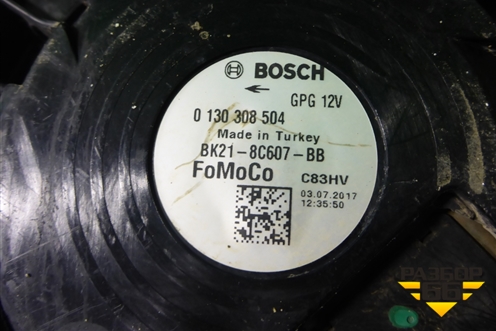 BOSCH
GPG 12V
0 130 308 504
Made in Turkey
BK21-8C607-BB
FoMoCo C83HV
03.07.2017
12:35:50
РАЗБОР